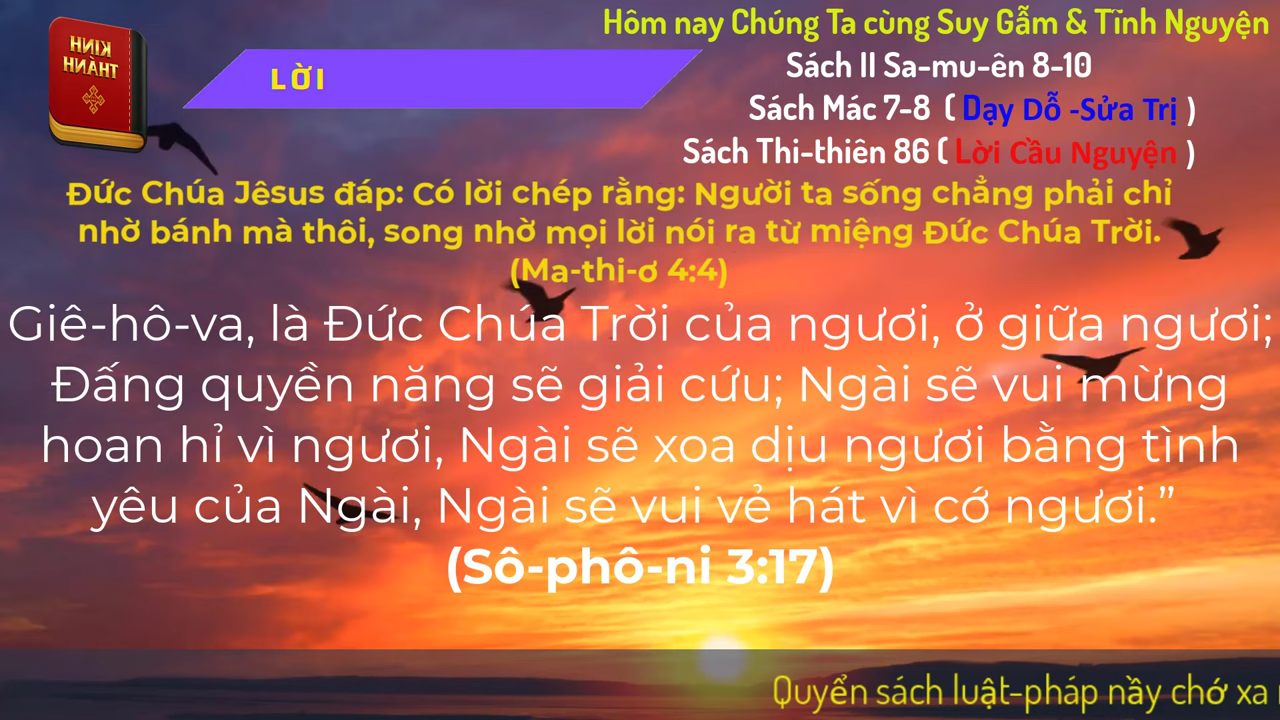 KINH
THÁNH
LỜI
Hôm nay Chúng Ta cùng Suy Gẫm & Tĩnh Nguyện
Sách II Sa-mu-ên 8-10
Sách Mác 7-8 ( Dạy Dỗ -Sửa Trị )
Sách Thi-thiên 86 ( Lời Cầu Nguyện )
Đức Chúa Jêsus đáp: Có lời chép rằng: Người ta sống chẳng phải chỉ
nhờ bánh mà thôi, song nhờ mọi lời nói ra từ miệng Đức Chúa Trời.
(Ma-thi-ơ 4:4)
Giê-hô-va, là Đức Chúa Trời của ngươi, ở giữa ngươi;
Đấng quyền năng sẽ giải cứu; Ngài sẽ vui mừng
hoan hỉ vì ngươi, Ngài sẽ xoa dịu ngươi bằng tình
yêu của Ngài, Ngài sẽ vui vẻ hát vì cớ ngươi.”
(Sô-phô-ni 3:17)
Quyển sách luật-pháp nầy chớ xa